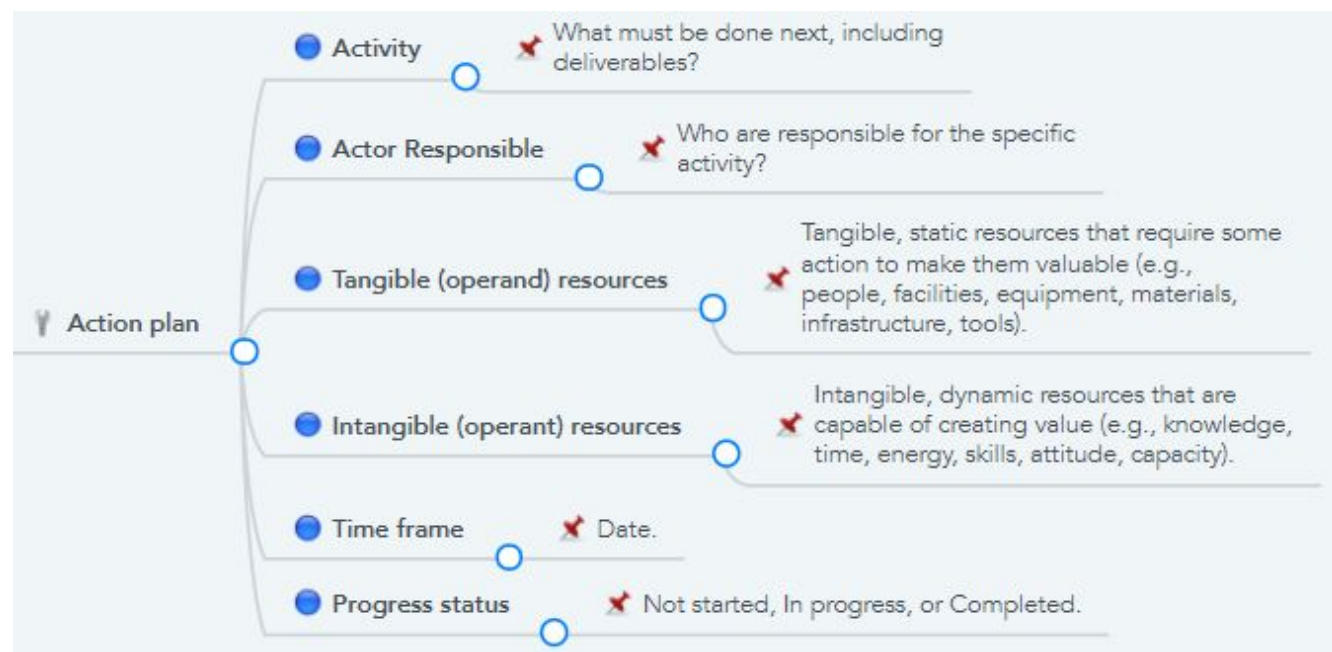 Activity
What must be done next, including
deliverables?
Actor Responsible
Who are responsible for the specific
activity?
Tangible (operand) resources
Tangible, static resources that require some
action to make them valuable (e.g.,
people, facilities, equipment, materials,
infrastructure, tools).
Action plan
Intangible (operant) resources
Intangible, dynamic resources that are
capable of creating value (e.g., knowledge,
time, energy, skills, attitude, capacity).
Time frame
Date.
Progress status
Not started, In progress, or Completed.